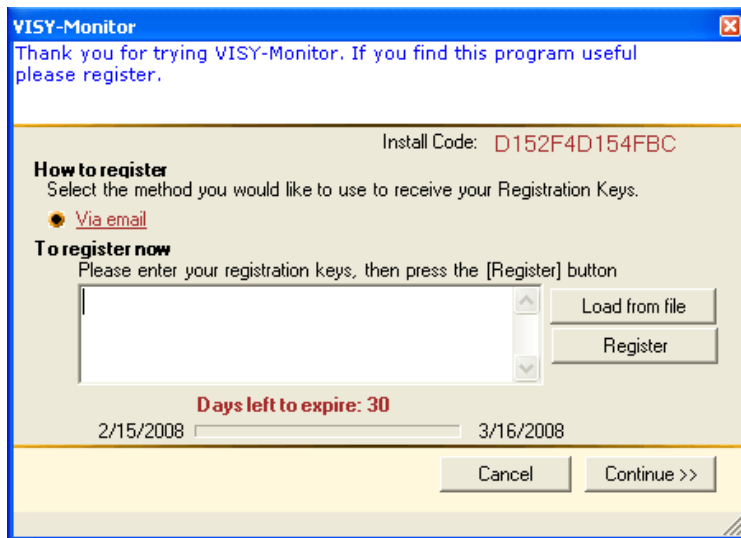 VISY-Monitor
Thank you for trying VISY-Monitor. If you find this program useful
please register.
Install Code: D152F4D154FBC
How to register
Select the method you would like to use to receive your Registration Keys.
Via email
To register now
Please enter your registration keys, then press the [Register] button
Load from file
Register
Days left to expire: 30
2/15/2008 3/16/2008
Cancel Continue >>